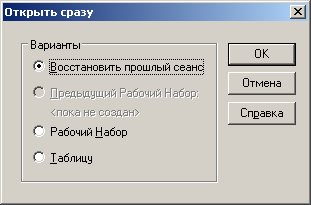 Открыть сразу
Варианты
Восстановить прошлый сеанс
Предыдущий Рабочий Набор:
<пока не создан>
Рабочий Набор
Таблицу
OK
Отмена
Справка